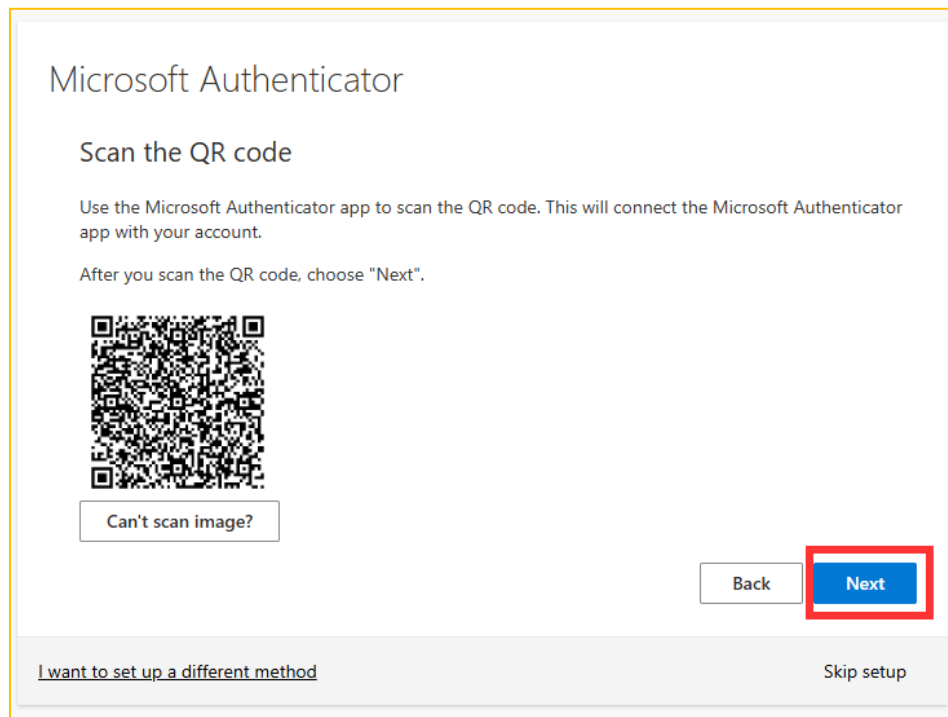 Microsoft Authenticator
Scan the QR code
Use the Microsoft Authenticator app to scan the QR code. This will connect the Microsoft Authenticator
app with your account.
After you scan the QR code, choose "Next".
Can't scan image?
Back
Next
I want to set up a different method
Skip setup